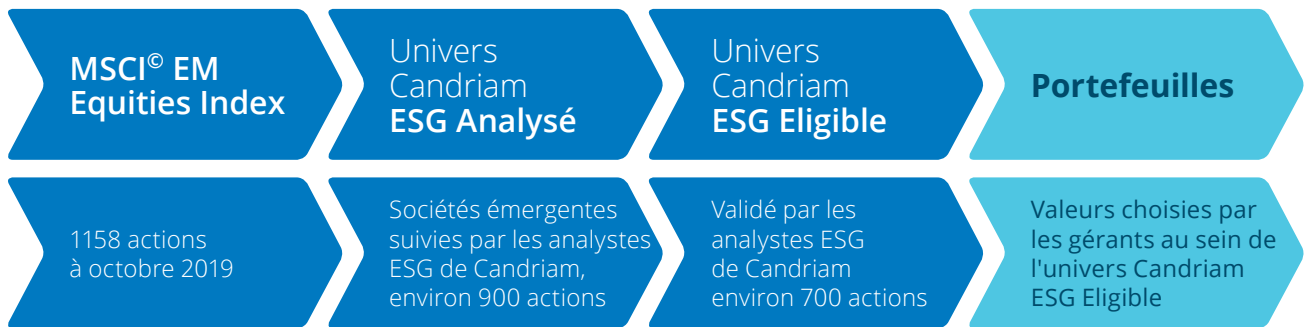 MSCI© EM
Equities Index
Univers
Candriam
ESG Analysé
Univers
Candriam
ESG Eligible
Portefeuilles
1158 actions
à octobre 2019
Sociétés émergentes
suivies par les analystes
ESG de Candriam,
environ 900 actions
Validé par les
analystes ESG
de Candriam
environ 700 actions
Valeurs choisies par
les gérants au sein de
l'univers Candriam
ESG Eligible